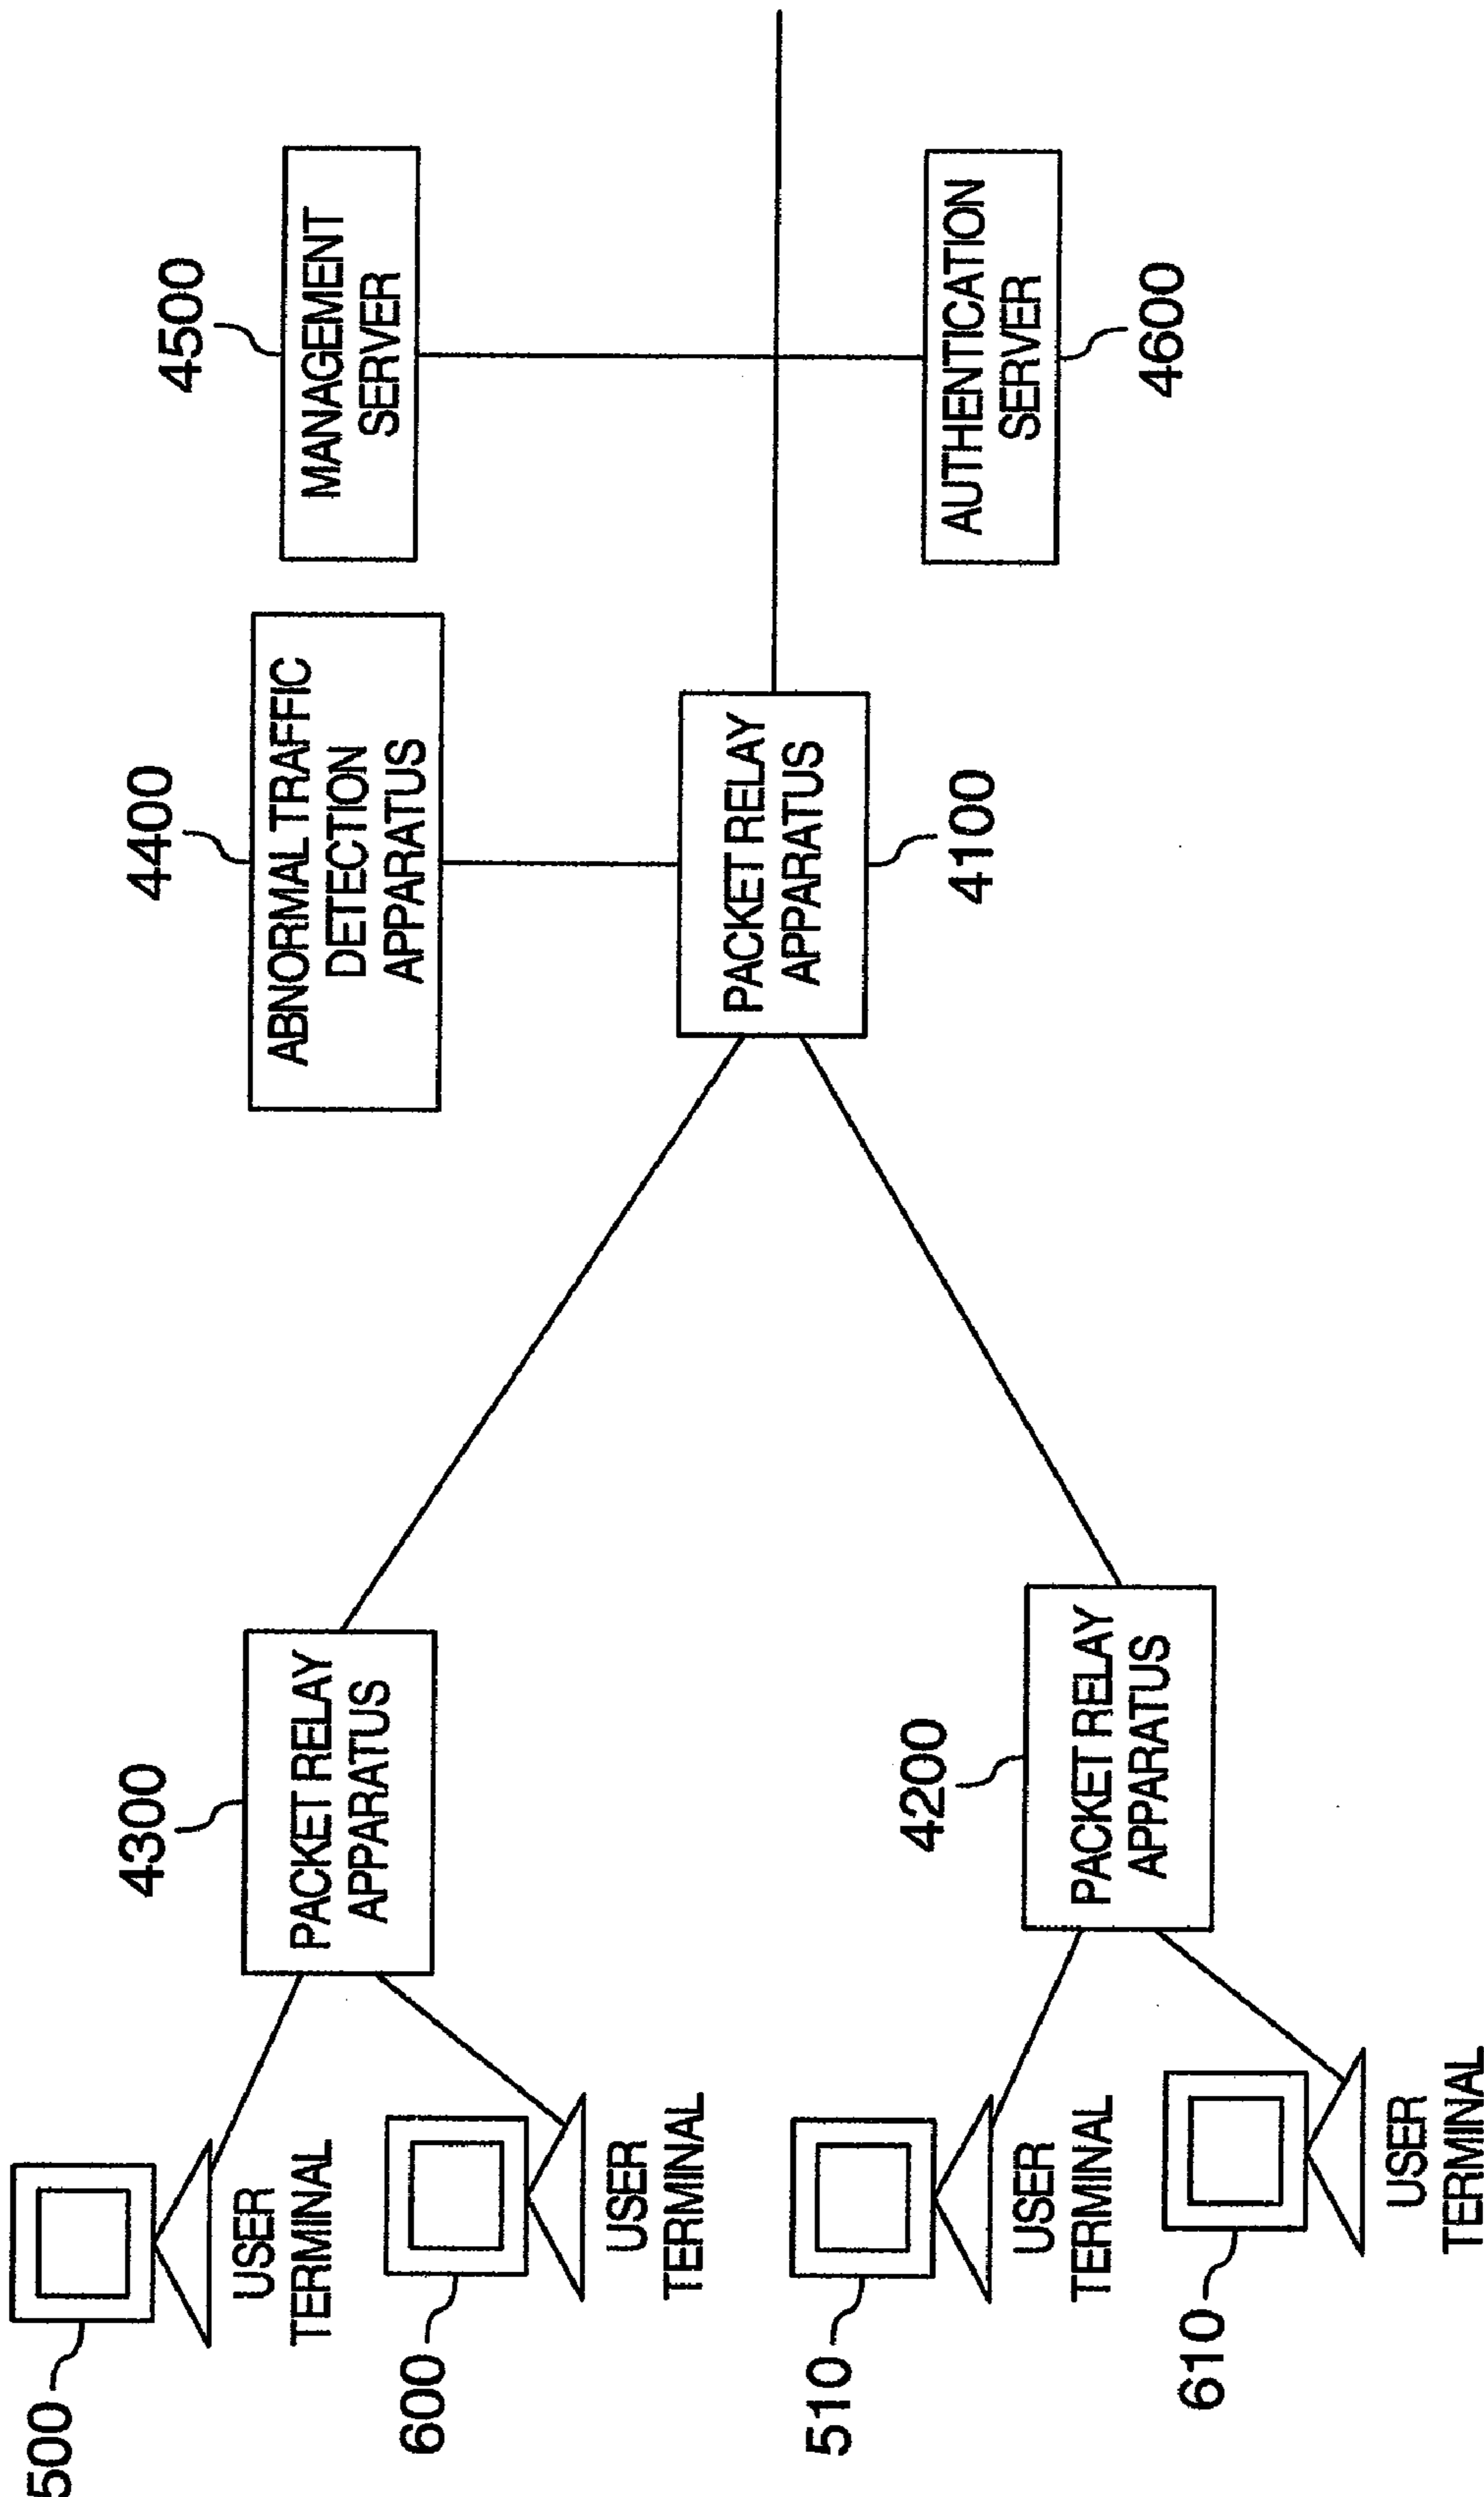 500
USER
TERMINAL
600
USER
TERMINAL
510
USER
TERMINAL
610
USER
TERMINAL
4300
PACKET RELAY
APPARATUS
4200
PACKET RELAY
APPARATUS
4400
ABNORMAL TRAFFIC
DETECTION
APPARATUS
PACKET RELAY
APPARATUS
4100
4500
MANAGEMENT
SERVER
AUTHENTICATION
SERVER
4600